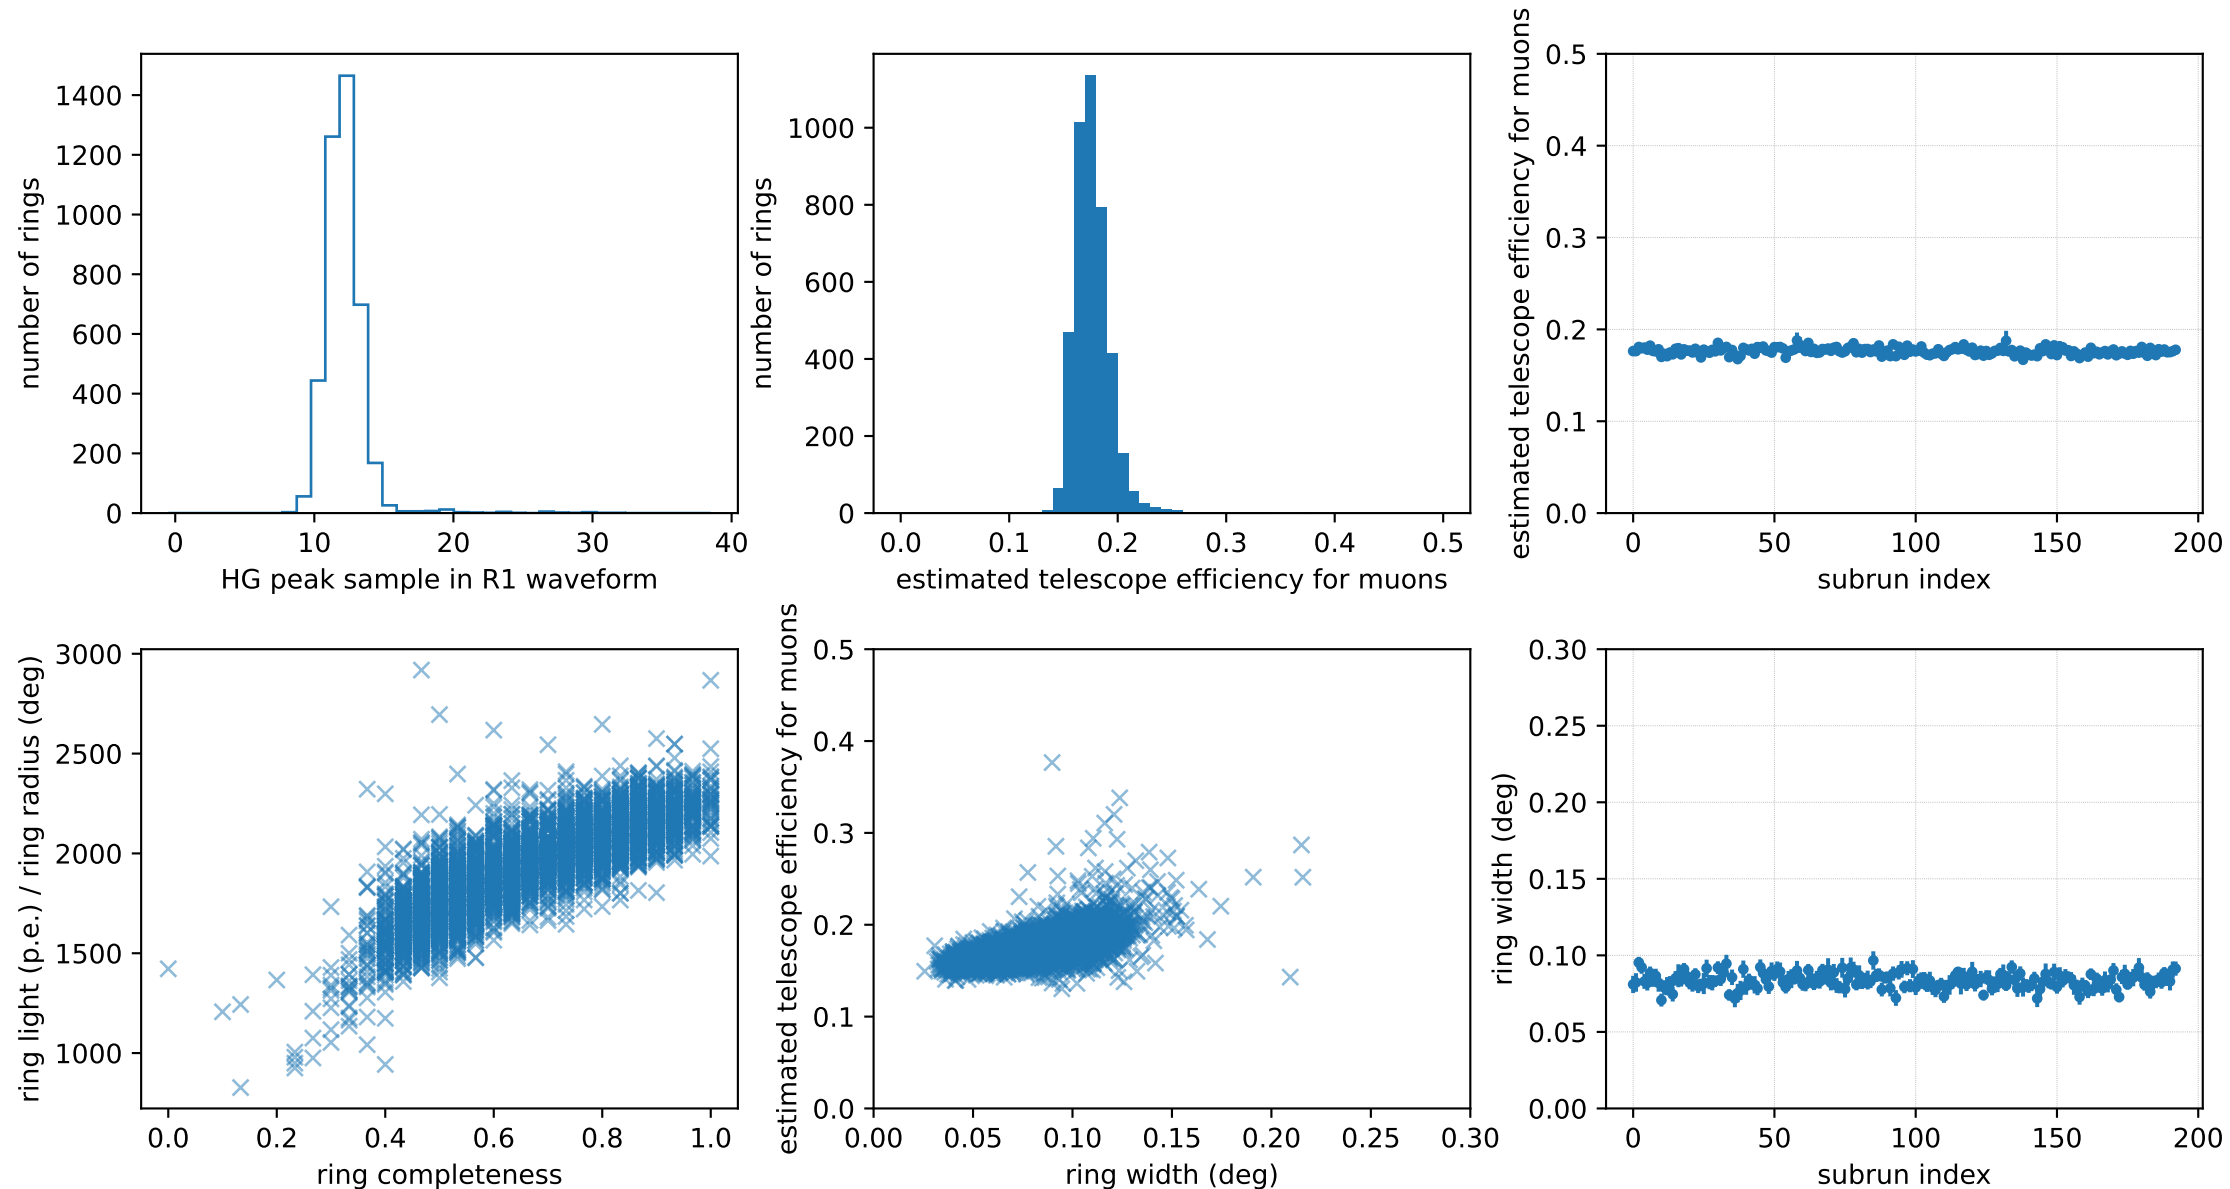 number of rings
1400
1200
1000
800
600
400
200
0
0 10 20 30 40
HG peak sample in R1 waveform
number of rings
1000
800
600
400
200
0
0.0 0.1 0.2 0.3 0.4 0.5
estimated telescope efficiency for muons
estimated telescope efficiency for muons
0.5
0.4
0.3
0.2
0.1
0.0
0 50 100 150 200
subrun index
ring light (p.e.) / ring radius (deg)
3000
2500
2000
1500
1000
0.0 0.2 0.4 0.6 0.8 1.0
ring completeness
estimated telescope efficiency for muons
0.5
0.4
0.3
0.2
0.1
0.0
0.00 0.05 0.10 0.15 0.20 0.25 0.30
ring width (deg)
ring width (deg)
0.30
0.25
0.20
0.15
0.10
0.05
0.00
0 50 100 150 200
subrun index